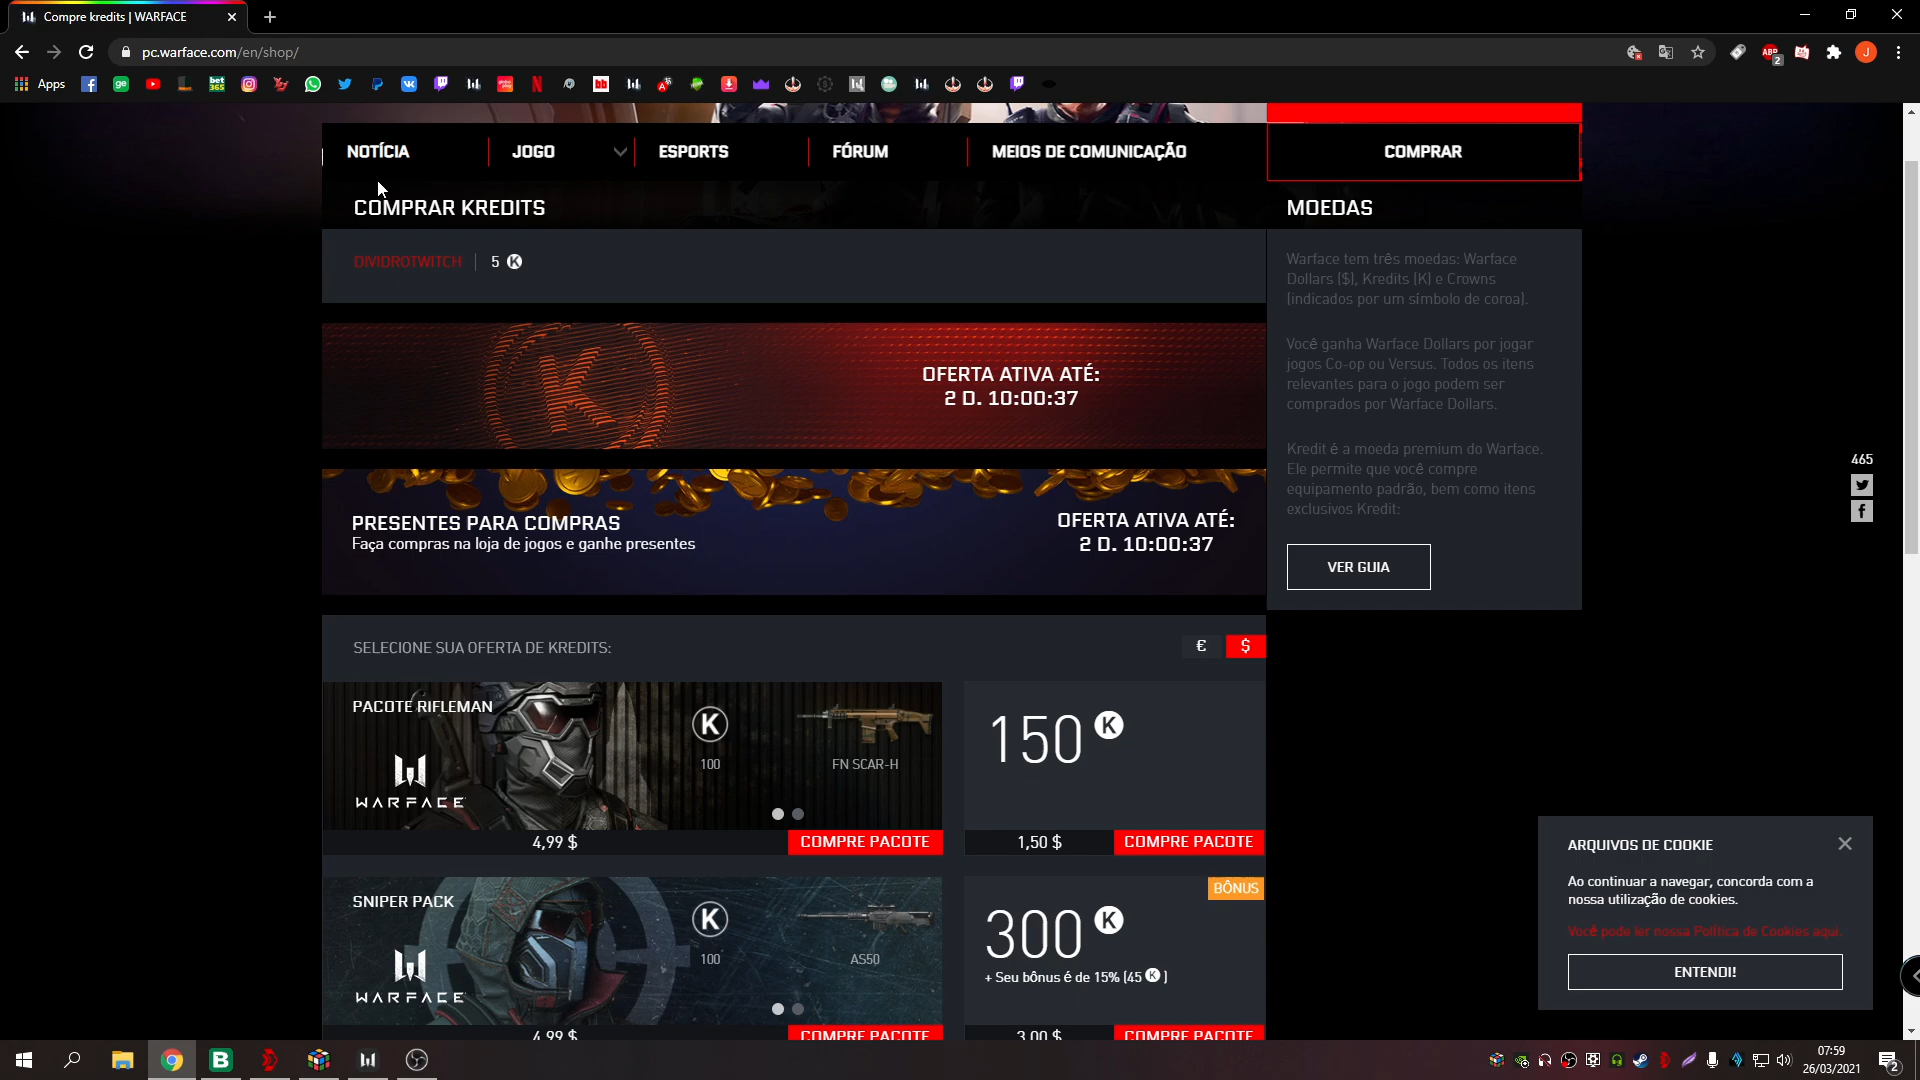 Compre kredits | WARFACE
pc.warface.com/en/shop/
Apps
NOTÍCIA
JOGO
ESPORTS
FÓRUM
MEIOS DE COMUNICAÇÃO
COMPRAR
COMPRAR KREDITS
DIVIDROTWITCH
5 K
OFERTA ATIVA ATÉ:
2 D. 10:00:37
PRESENTES PARA COMPRAS
Faça compras na loja de jogos e ganhe presentes
OFERTA ATIVA ATÉ:
2 D. 10:00:37
MOEDAS
Warface tem três moedas: Warface
Dollars ($), Kredits (K) e Crowns
(indicados por um símbolo de coroa).
Você ganha Warface Dollars por jogar
jogos Co-op ou Versus. Todos os itens
relevantes para o jogo podem ser
comprados por Warface Dollars.
Kredit é a moeda premium do Warface.
Ele permite que você compre
equipamento padrão, bem como itens
exclusivos Kredit:
VER GUIA
465
SELECIONE SUA OFERTA DE KREDITS:
€ $
PACOTE RIFLEMAN
K
100
FN SCAR-H
WARFACE
4,99 $
COMPRE PACOTE
150 K
1,50 $
COMPRE PACOTE
SNIPER PACK
K
100
AS50
WARFACE
4,99 $
COMPRE PACOTE
BÔNUS
300 K
+ Seu bônus é de 15% (45 K )
3,00 $
COMPRE PACOTE
ARQUIVOS DE COOKIE
Ao continuar a navegar, concorda com a
nossa utilização de cookies.
Você pode ler nossa Política de Cookies aqui.
ENTENDI!
07:59
26/03/2021